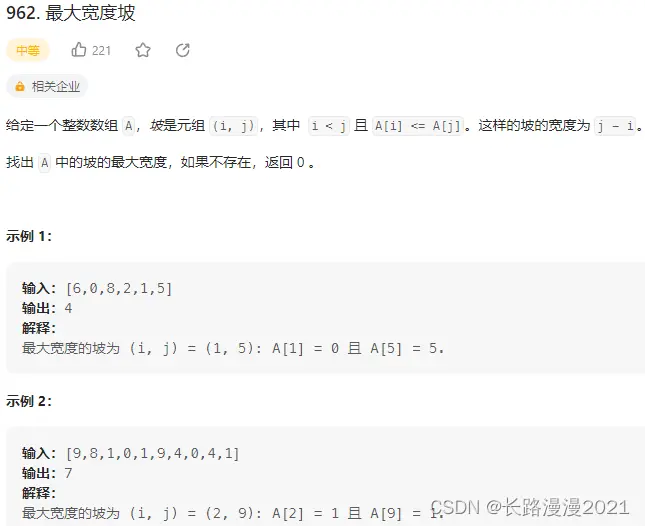 962. 最大宽度坡
中等 221
相关企业
给定一个整数数组 A，坡是元组 (i, j)，其中 i < j 且 A[i] <= A[j]。这样的坡的宽度为 j - i。
找出 A 中的坡的最大宽度，如果不存在，返回 0 。
示例 1：
输入：[6,0,8,2,1,5]
输出：4
解释：
最大宽度的坡为 (i, j) = (1, 5): A[1] = 0 且 A[5] = 5.
示例 2：
输入：[9,8,1,0,1,9,4,0,4,1]
输出：7
解释：
最大宽度的坡为 (i, j) = (2, 9): A[2] = 1 且 A[9] = 1.
CSDN @长路漫漫2021